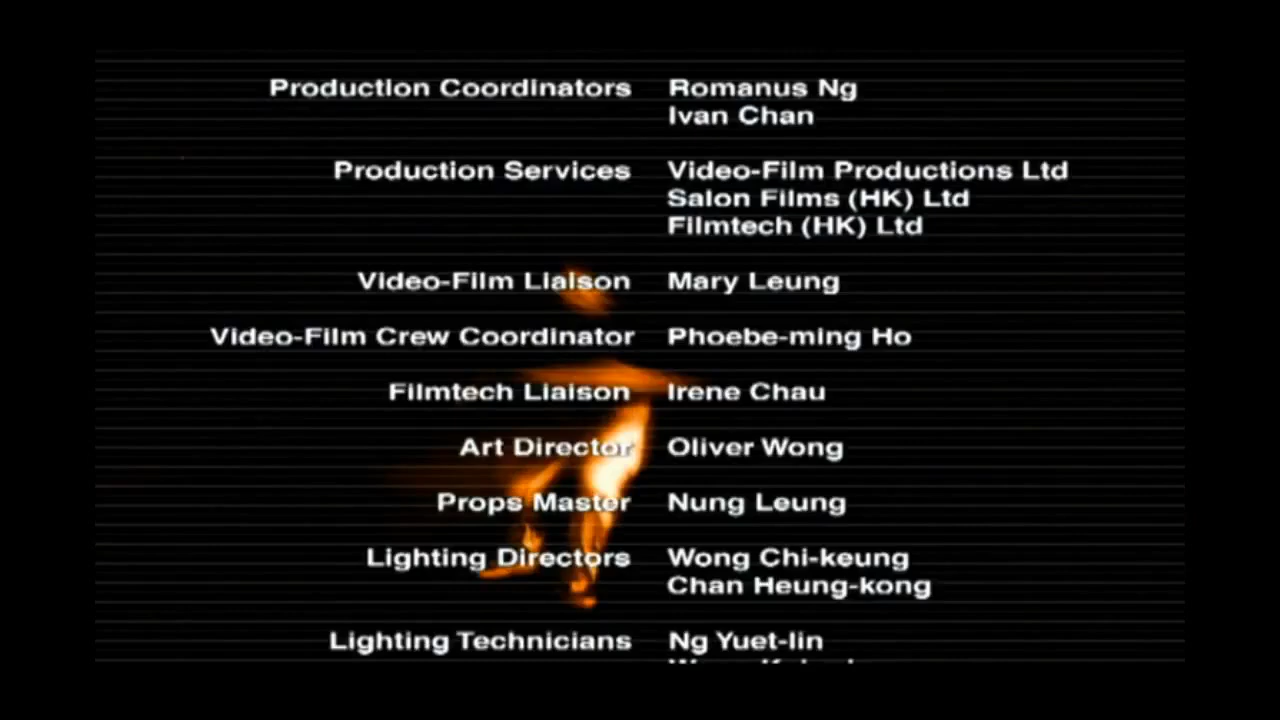 Production Coordinators Romanus Ng
Ivan Chan
Production Services Video-Film Productions Ltd
Salon Films (HK) Ltd
Filmtech (HK) Ltd
Video-Film Liaison Mary Leung
Video-Film Crew Coordinator Phoebe-ming Ho
Filmtech Liaison Irene Chau
Art Director Oliver Wong
Props Master Nung Leung
Lighting Directors Wong Chi-keung
Chan Heung-kong
Lighting Technicians Ng Yuet-lin